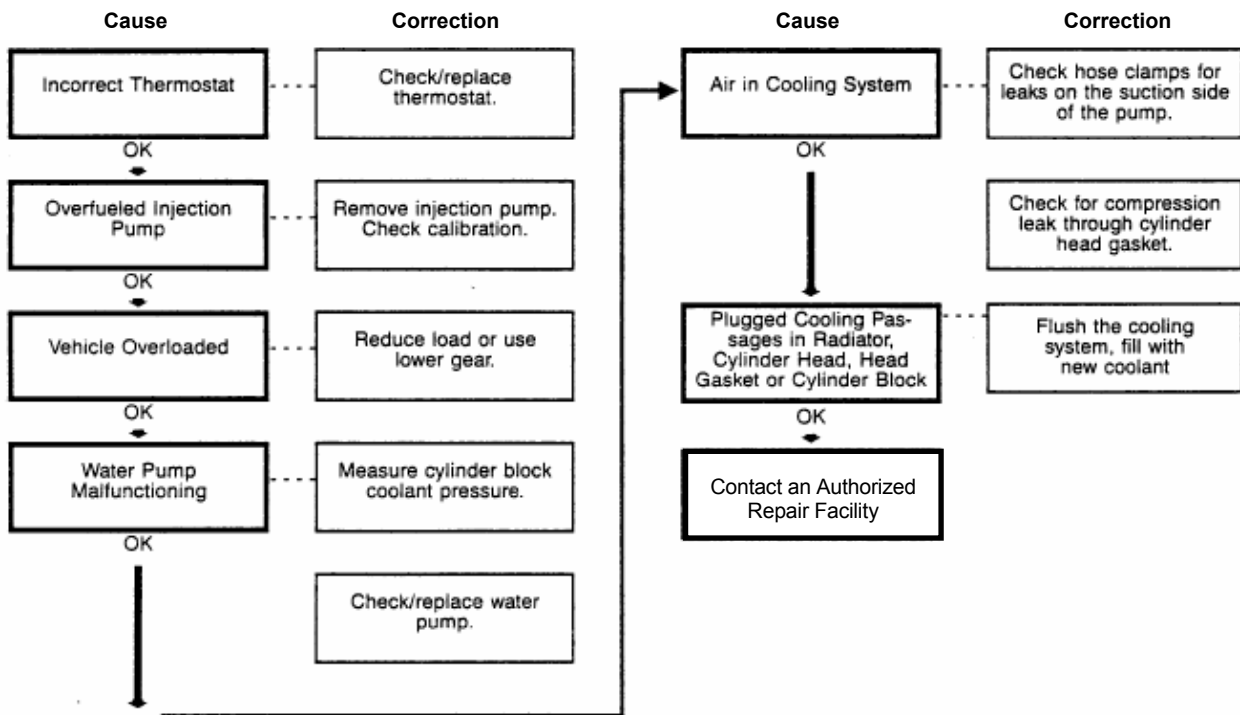 Cause
Correction
Incorrect Thermostat
Check/replace
thermostat.
OK
Overfueled Injection
Pump
Remove injection pump.
Check calibration.
OK
Vehicle Overloaded
Reduce load or use
lower gear.
OK
Water Pump
Malfunctioning
Measure cylinder block
coolant pressure.
OK
Check/replace water
pump.
Cause
Correction
Air in Cooling System
Check hose clamps for
leaks on the suction side
of the pump.
OK
Check for compression
leak through cylinder
head gasket.
Plugged Cooling Pas-
sages in Radiator,
Cylinder Head, Head
Gasket or Cylinder Block
Flush the cooling
system, fill with
new coolant
OK
Contact an Authorized
Repair Facility